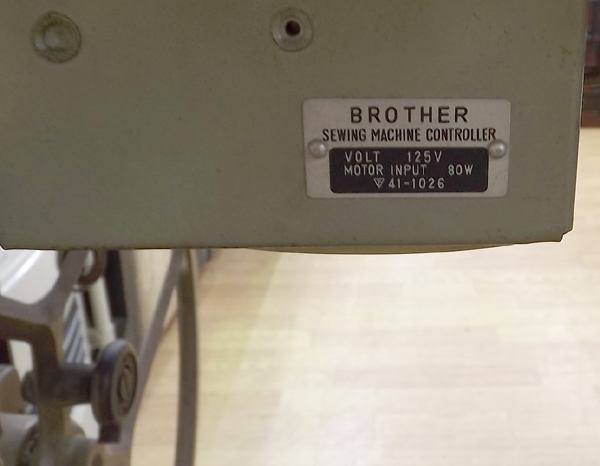 BROTHER
SEWING MACHINE CONTROLLER
VOLT 125V
MOTOR INPUT 80W
41-1026